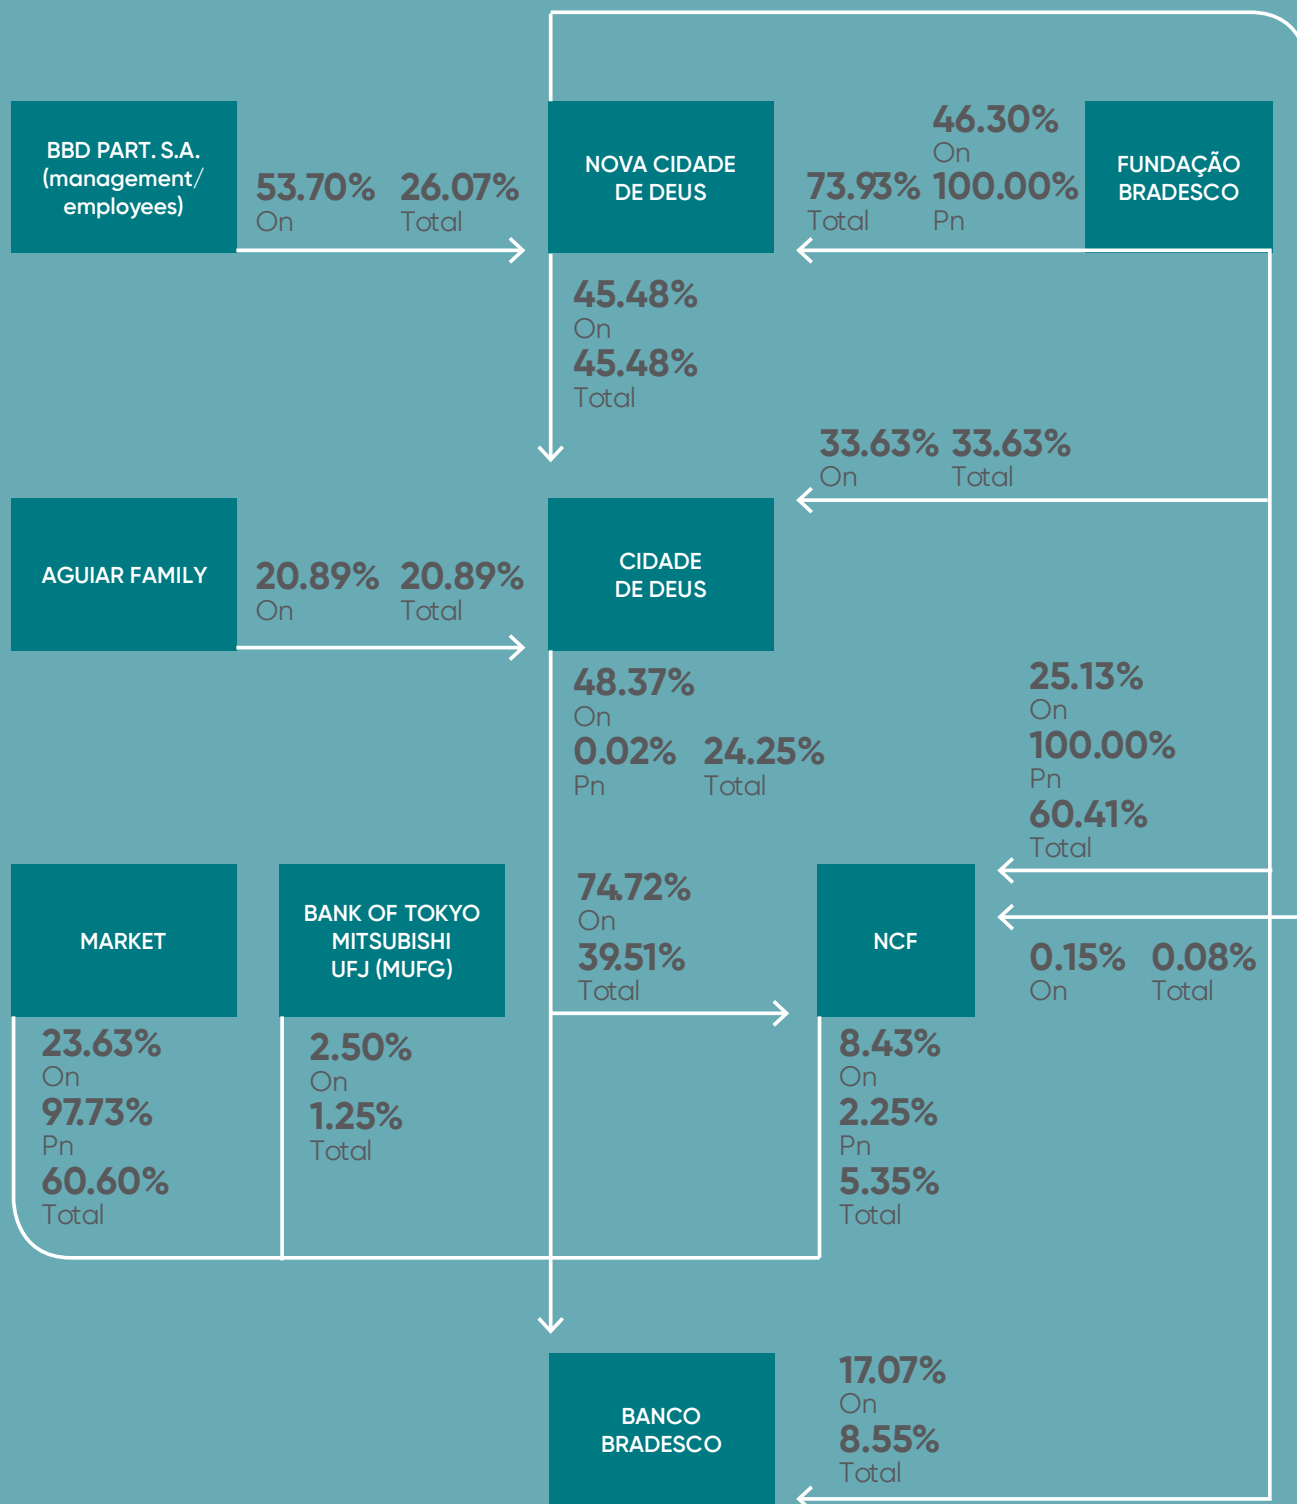 BBD PART. S.A.
(management/
employees)
53.70% 26.07%
On Total
NOVA CIDADE
DE DEUS
46.30%
On
73.93% 100.00%
Total Pn
FUNDAÇÃO
BRADESCO
45.48%
On
45.48%
Total
33.63% 33.63%
On Total
AGUIAR FAMILY
20.89% 20.89%
On Total
CIDADE
DE DEUS
48.37%
On
0.02% 24.25%
Pn Total
25.13%
On
100.00%
Pn
60.41%
Total
MARKET
BANK OF TOKYO
MITSUBISHI
UFJ (MUFG)
74.72%
On
39.51%
Total
NCF
0.15% 0.08%
On Total
23.63%
On
97.73%
Pn
60.60%
Total
2.50%
On
1.25%
Total
8.43%
On
2.25%
Pn
5.35%
Total
BANCO
BRADESCO
17.07%
On
8.55%
Total